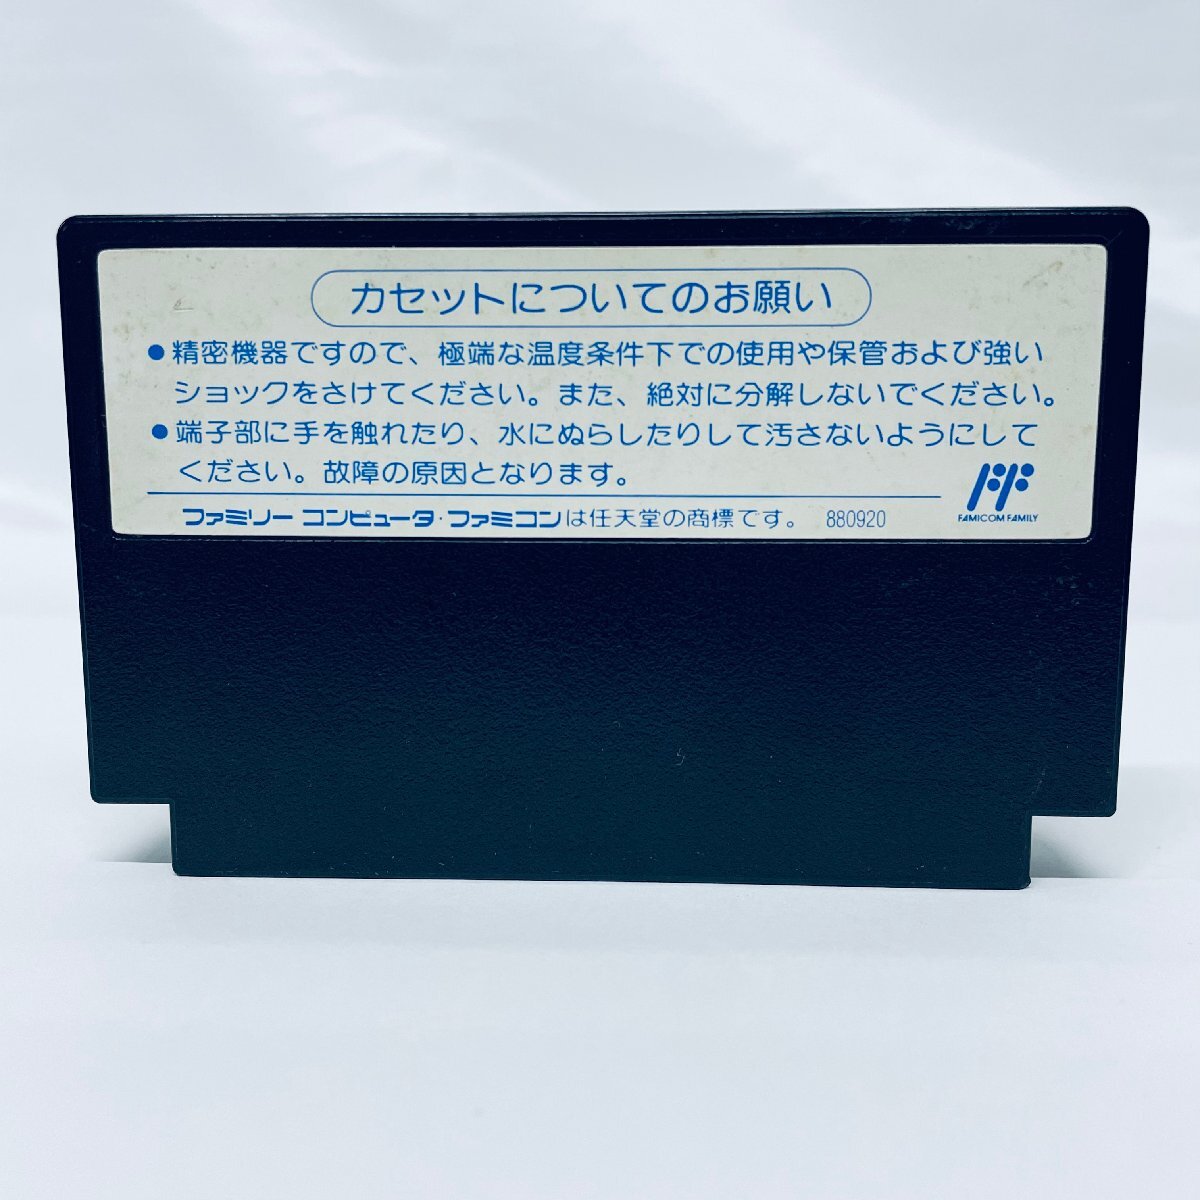 カセットについてのお願い
●精密機器ですので、極端な温度条件下での使用や保管および強い
ショックをさけてください。また、絶対に分解しないでください。
●端子部に手を触れたり、水にぬらしたりして汚さないようにして
ください。故障の原因となります。
ファミリーコンピュータ・ファミコンは任天堂の商標です。 880920
FAMICOM FAMILY